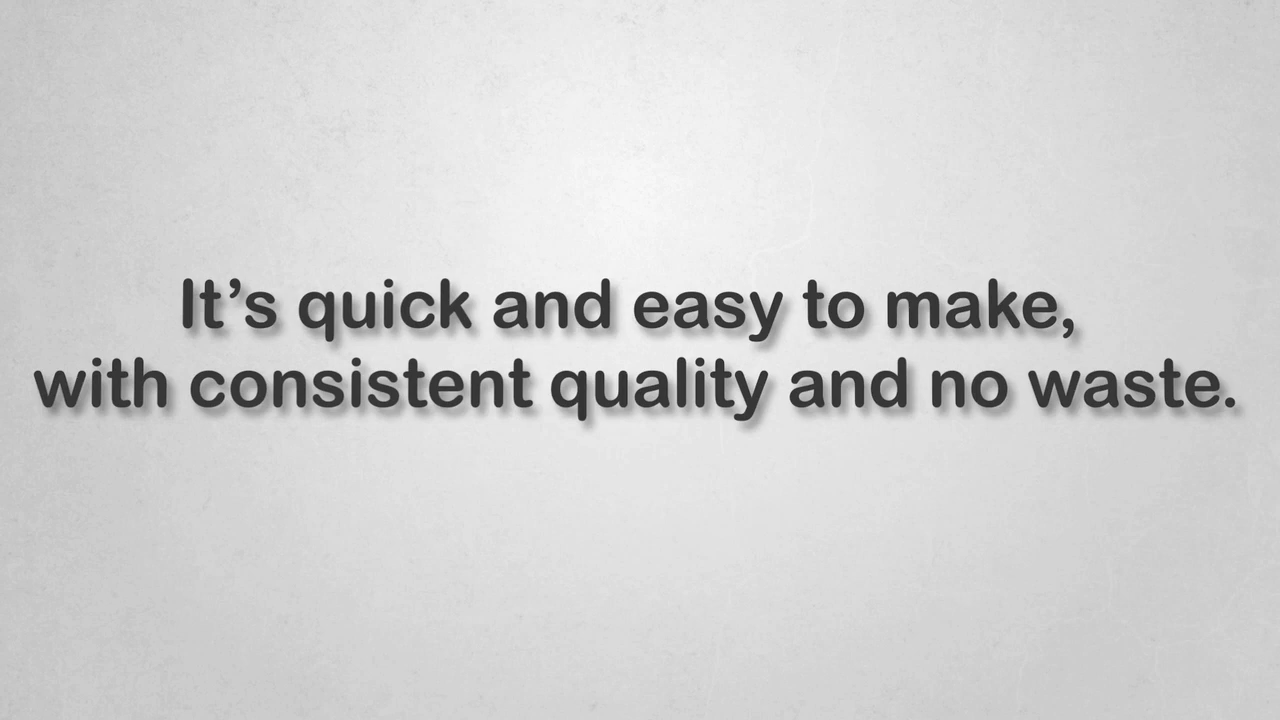 It’s quick and easy to make,
with consistent quality and no waste.